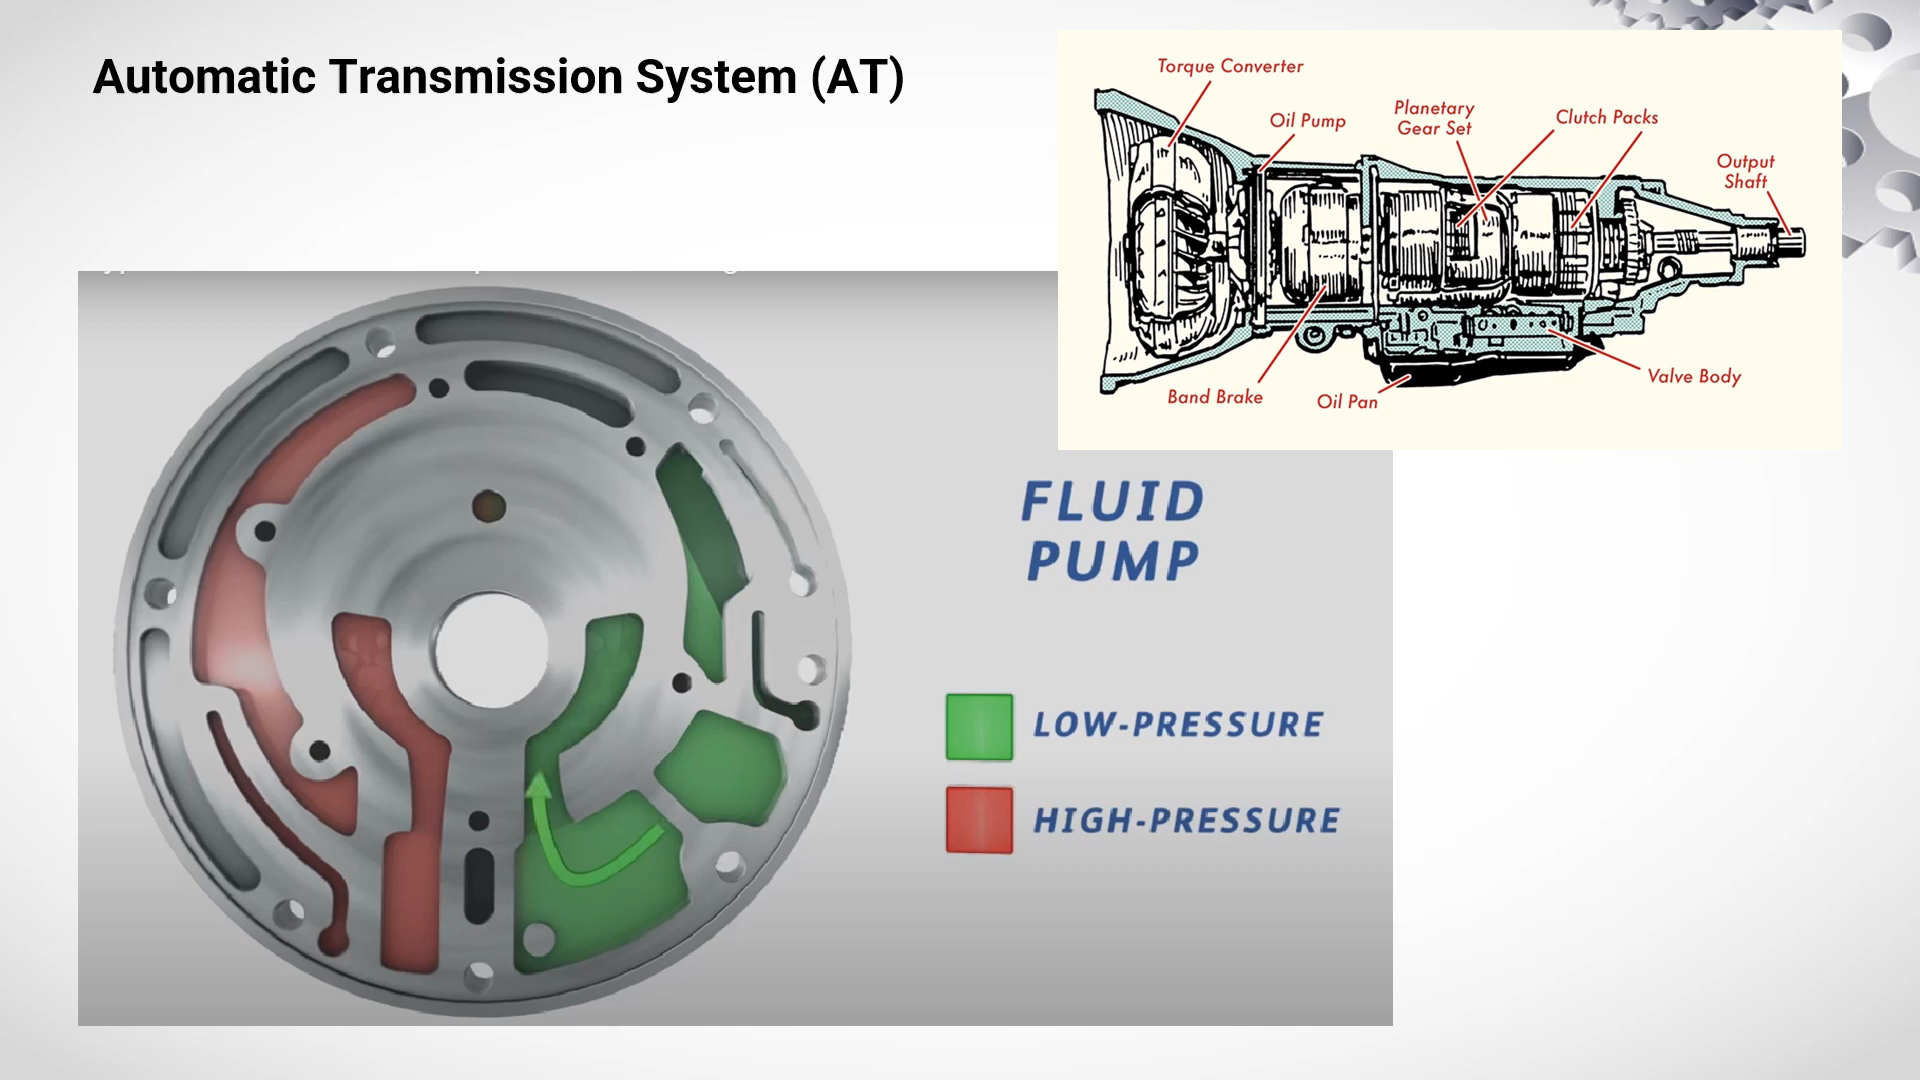 Automatic Transmission System (AT)
Torque Converter
Oil Pump
Planetary
Gear Set
Clutch Packs
Output
Shaft
Band Brake
Oil Pan
Valve Body
FLUID
PUMP
LOW-PRESSURE
HIGH-PRESSURE